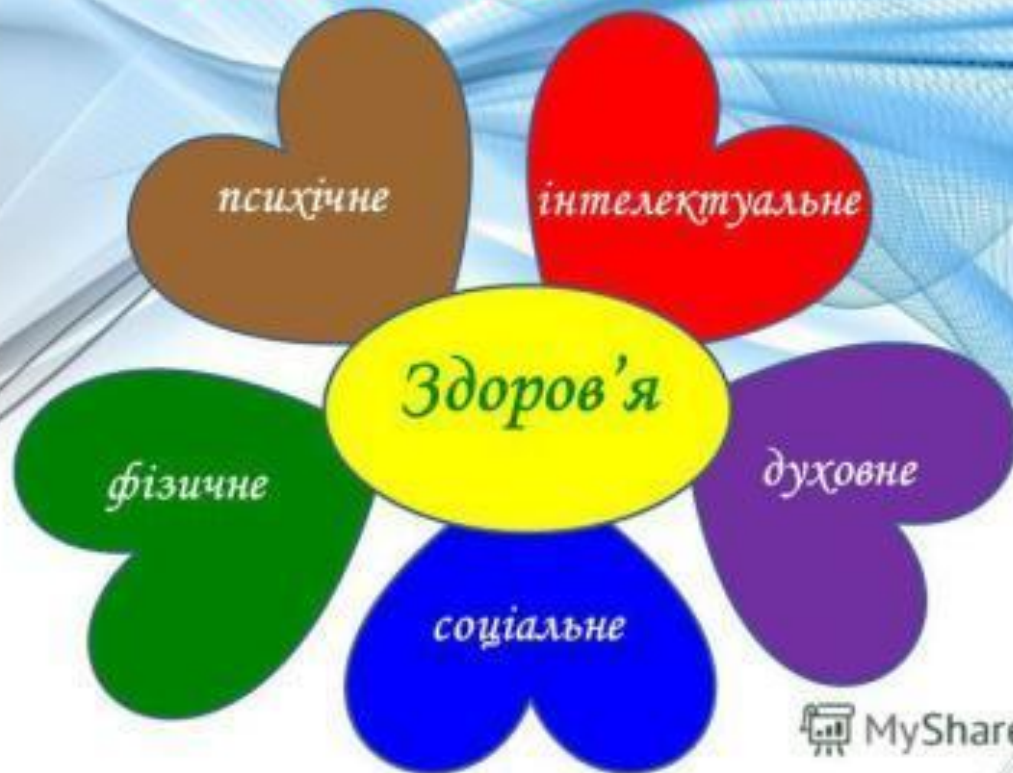 психічне
інтелектуальне
Здоров'я
фізичне
духовне
соціальне
MyShare